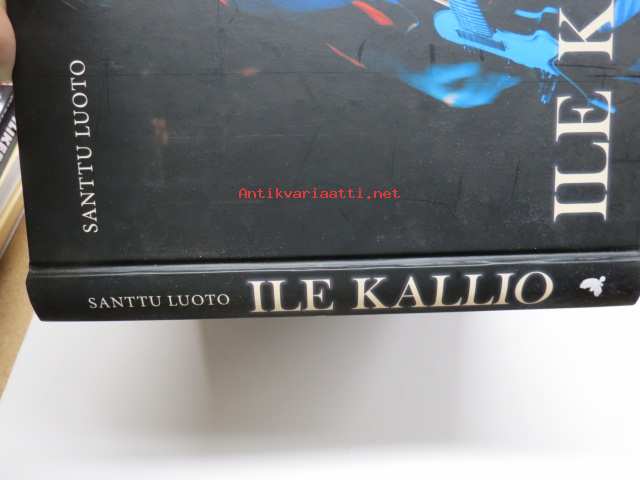 SANTTU LUOTO
ILE K
Antikvariaatti.net
SANTTU LUOTO ILE KALLIO